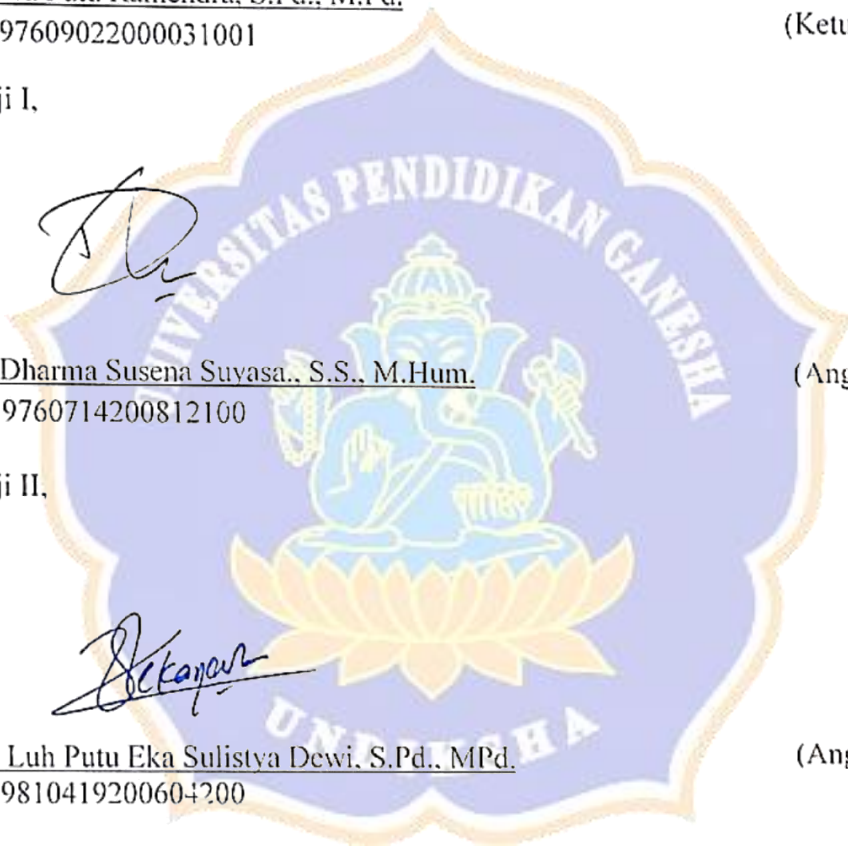 S.Pd., M.Pd.
97609022000031001
(Ketu
ji I,
UNIVERSITAS PENDIDIKAN GANESHA
Dharma Susena Suyasa., S.S., M.Hum.
(Ang
9760714200812100
ji II,
UNDIKSHA
Luh Putu Eka Sulistya Dewi, S.Pd., MPd.
(Ang
9810419200604200